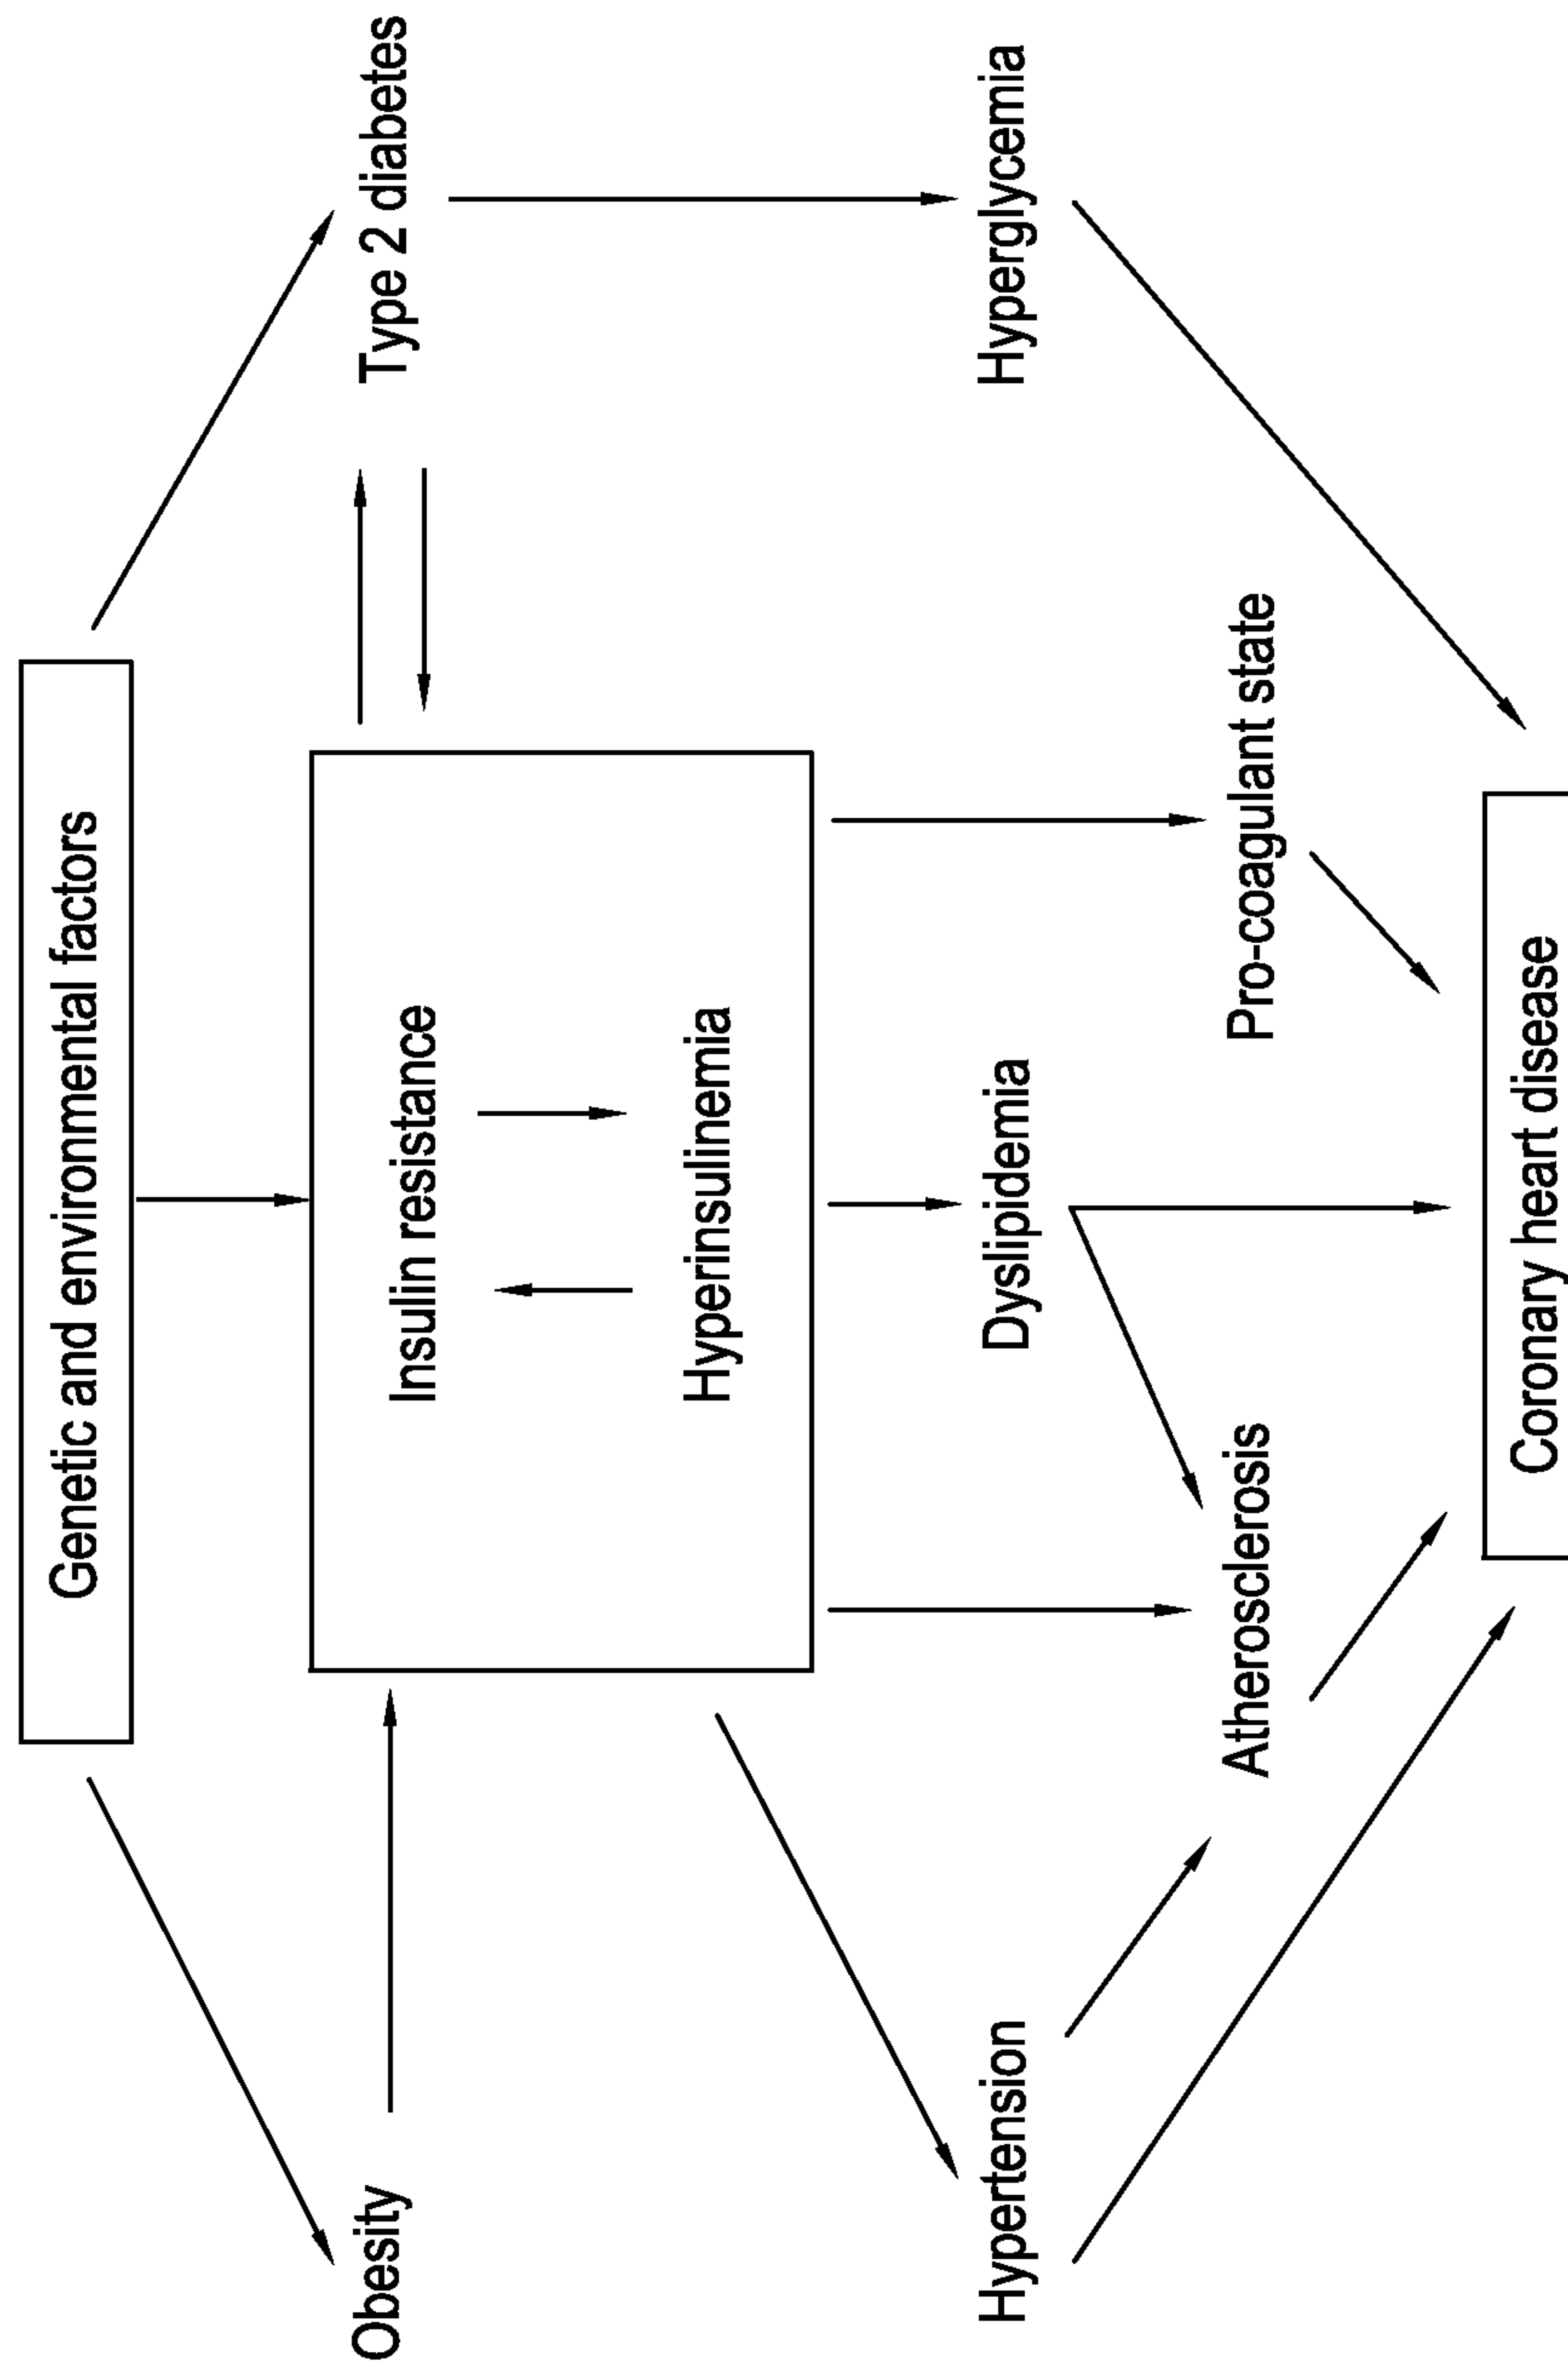 Genetic and environmental factors
Obesity
Insulin resistance
Type 2 diabetes
Hyperinsulinemia
Hypertension
Dyslipidemia
Hyperglycemia
Atherosclerosis
Pro-coagulant state
Coronary heart disease